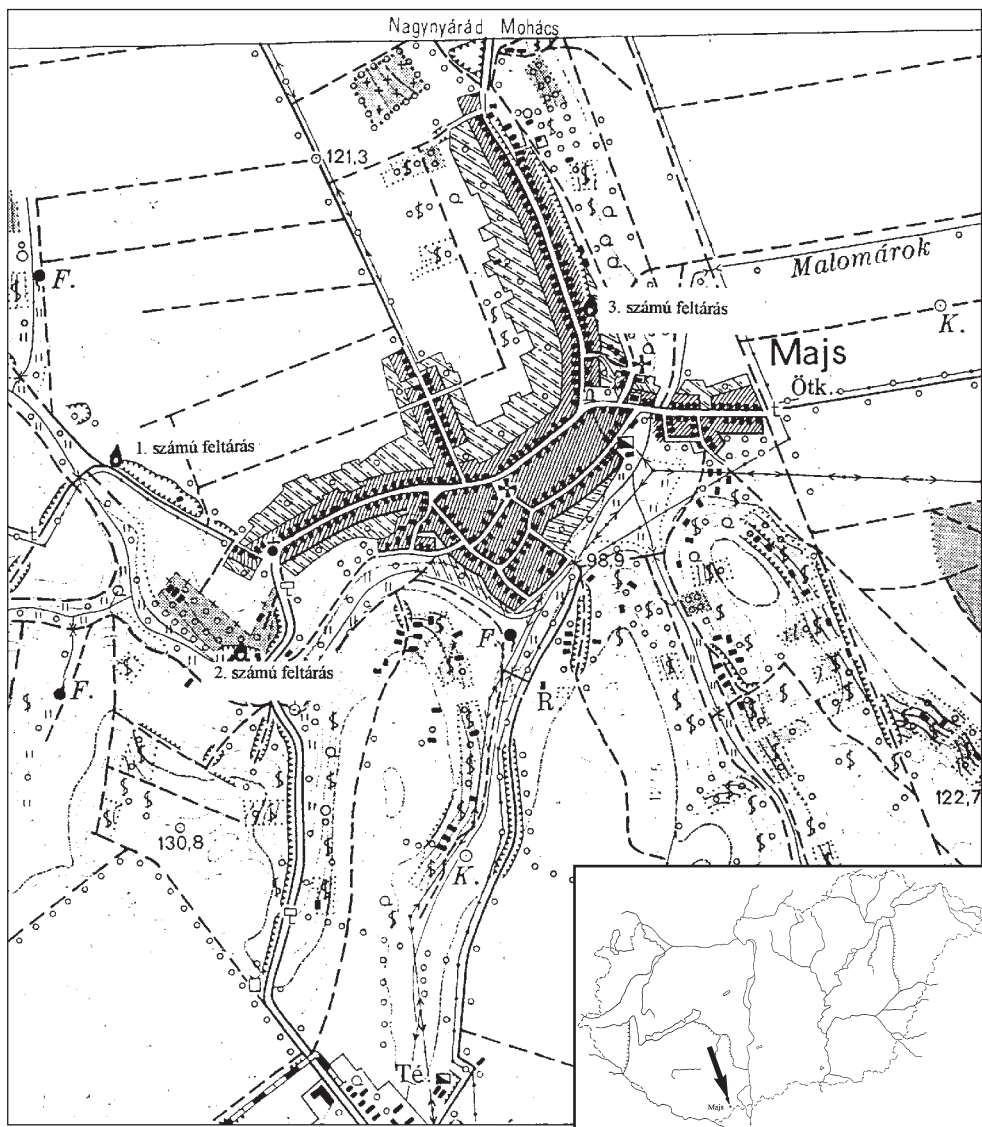 Nagynyárád Mohács
121,3
F.
Malomárok
3. számú feltárás
K.
Majs
Ötk.
1. számú feltárás
98,9
F.
2. számú feltárás
F.
R.
122,7
130,8
K.
Té.
Majs